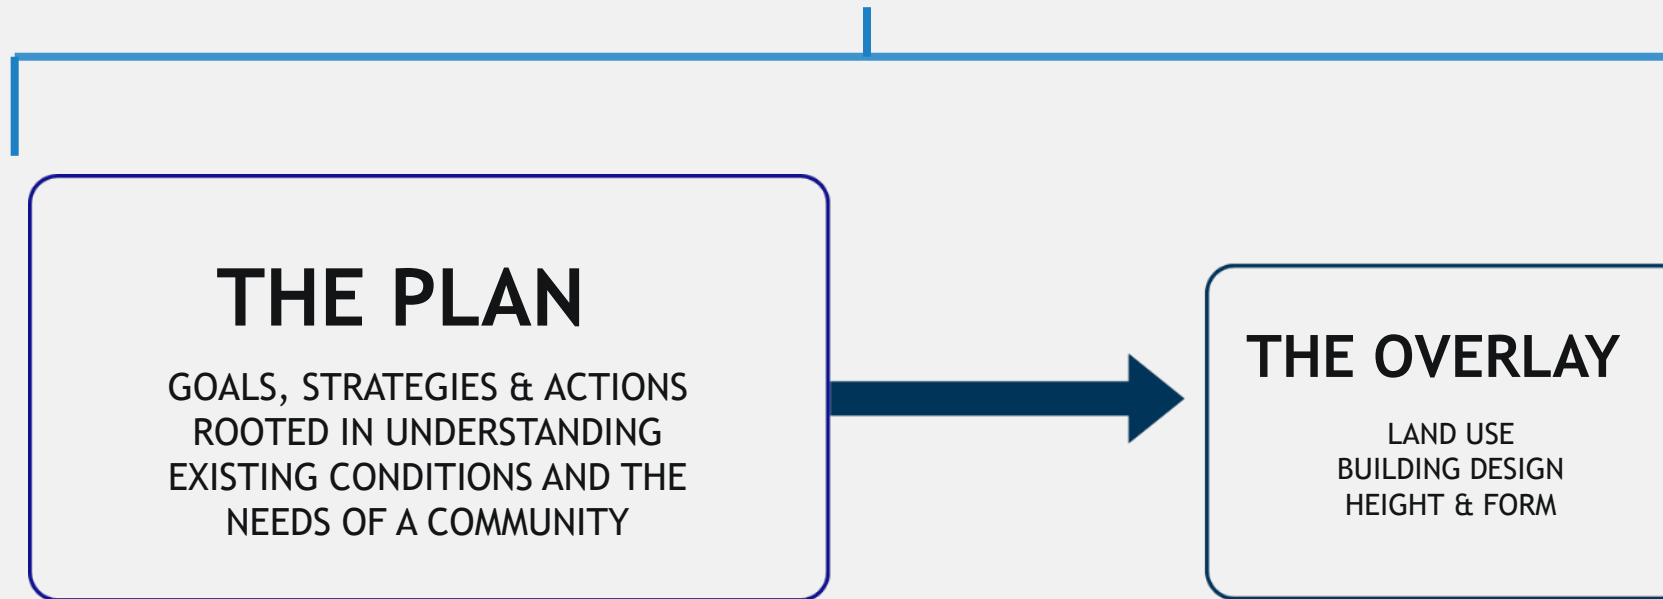 THE PLAN
GOALS, STRATEGIES & ACTIONS
ROOTED IN UNDERSTANDING
EXISTING CONDITIONS AND THE
NEEDS OF A COMMUNITY
THE OVERLAY
LAND USE
BUILDING DESIGN
HEIGHT & FORM